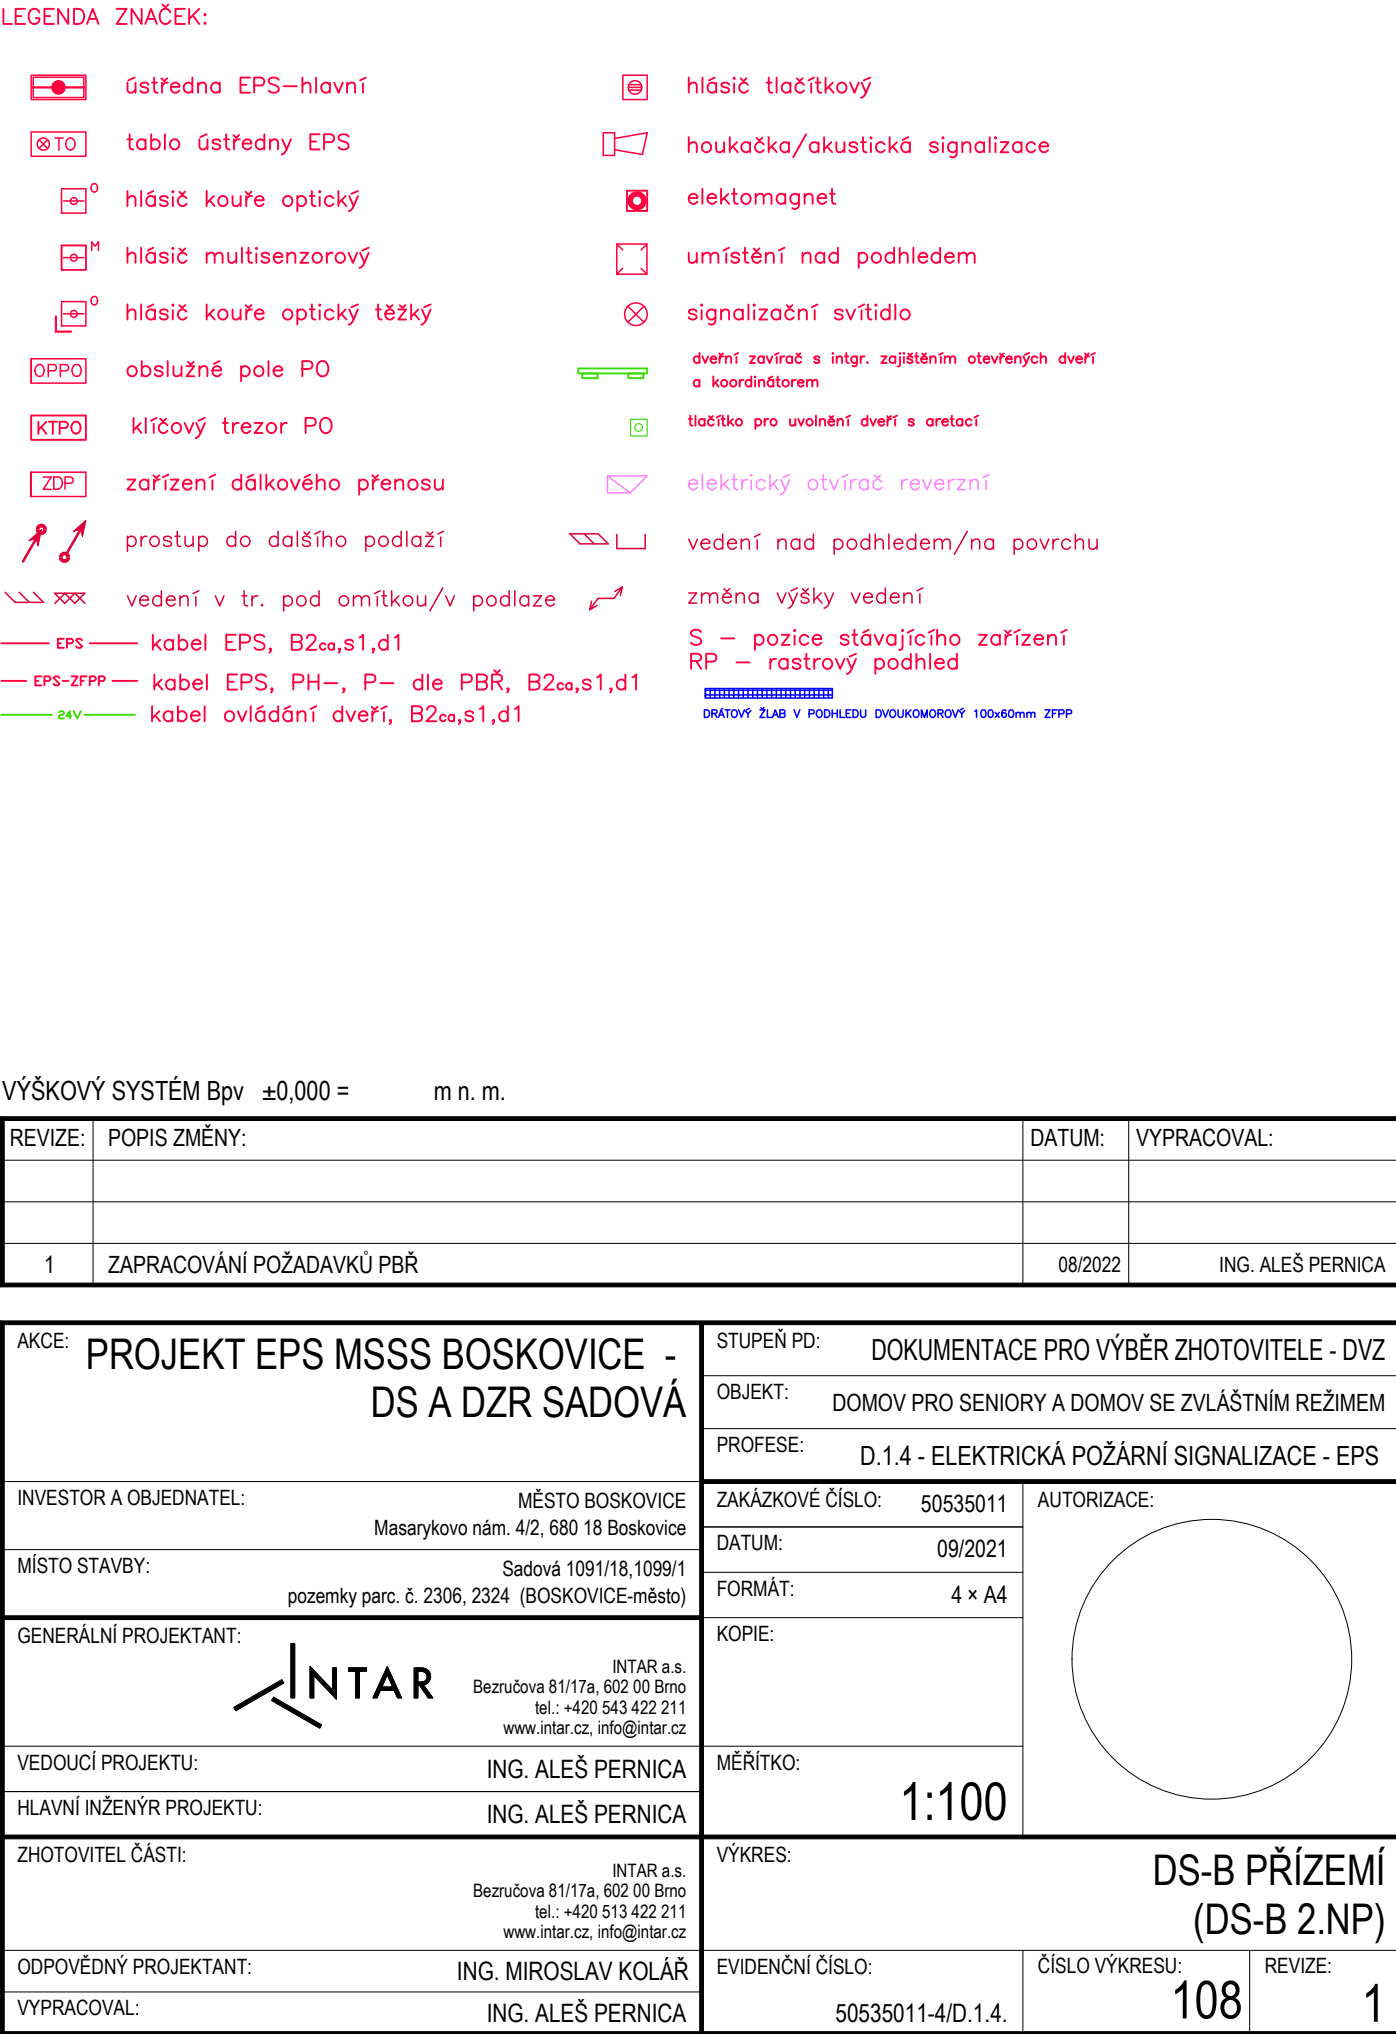 LEGENDA ZNAČEK:
ústředna EPS-hlavní
TO tablo ústředny EPS
O hlásič kouře optický
M hlásič multisenzorový
O hlásič kouře optický těžký
OPPO obslužné pole PO
KTPO klíčový trezor PO
ZDP zařízení dálkového přenosu
prostup do dalšího podlaží
vedení v tr. pod omítkou/v podlaze
EPS kabel EPS, B2ca,s1,d1
EPS-ZFPP kabel EPS, PH-, P- dle PBŘ, B2ca,s1,d1
24V kabel ovládání dveří, B2ca,s1,d1
hlásič tlačítkový
houkačka/akustická signalizace
elektomagnet
umístění nad podhledem
signalizační svítidlo
dveřní zavírač s intgr. zajištěním otevřených dveří
a koordinátorem
tlačítko pro uvolnění dveří s aretací
elektrický otvírač reverzní
vedení nad podhledem/na povrchu
změna výšky vedení
S - pozice stávajícího zařízení
RP - rastrový podhled
DRÁTOVÝ ŽLAB V PODHLEDU DVOUKOMOROVÝ 100x60mm ZFPP
VÝŠKOVÝ SYSTÉM Bpv ±0,000 = m n. m.
REVIZE: POPIS ZMĚNY: DATUM: VYPRACOVAL:
1 ZAPRACOVÁNÍ POŽADAVKŮ PBŘ 08/2022 ING. ALEŠ PERNICA
AKCE: PROJEKT EPS MSSS BOSKOVICE -
DS A DZR SADOVÁ
INVESTOR A OBJEDNATEL: MĚSTO BOSKOVICE
Masarykovo nám. 4/2, 680 18 Boskovice
MÍSTO STAVBY: Sadová 1091/18,1099/1
pozemky parc. č. 2306, 2324 (BOSKOVICE-město)
GENERÁLNÍ PROJEKTANT:
INTAR
INTAR a.s.
Bezručova 81/17a, 602 00 Brno
tel.: +420 543 422 211
www.intar.cz, info@intar.cz
VEDOUCÍ PROJEKTU: ING. ALEŠ PERNICA
HLAVNÍ INŽENÝR PROJEKTU: ING. ALEŠ PERNICA
ZHOTOVITEL ČÁSTI:
INTAR a.s.
Bezručova 81/17a, 602 00 Brno
tel.: +420 513 422 211
www.intar.cz, info@intar.cz
ODPOVĚDNÝ PROJEKTANT: ING. MIROSLAV KOLÁŘ
VYPRACOVAL: ING. ALEŠ PERNICA
STUPEŇ PD: DOKUMENTACE PRO VÝBĚR ZHOTOVITELE - DVZ
OBJEKT: DOMOV PRO SENIORY A DOMOV SE ZVLÁŠTNÍM REŽIMEM
PROFESE: D.1.4 - ELEKTRICKÁ POŽÁRNÍ SIGNALIZACE - EPS
ZAKÁZKOVÉ ČÍSLO: 50535011
DATUM: 09/2021
FORMÁT: 4 × A4
KOPIE:
MĚŘÍTKO: 1:100
AUTORIZACE:
VÝKRES: DS-B PŘÍZEMÍ
(DS-B 2.NP)
EVIDENČNÍ ČÍSLO: 50535011-4/D.1.4.
ČÍSLO VÝKRESU: 108
REVIZE: 1